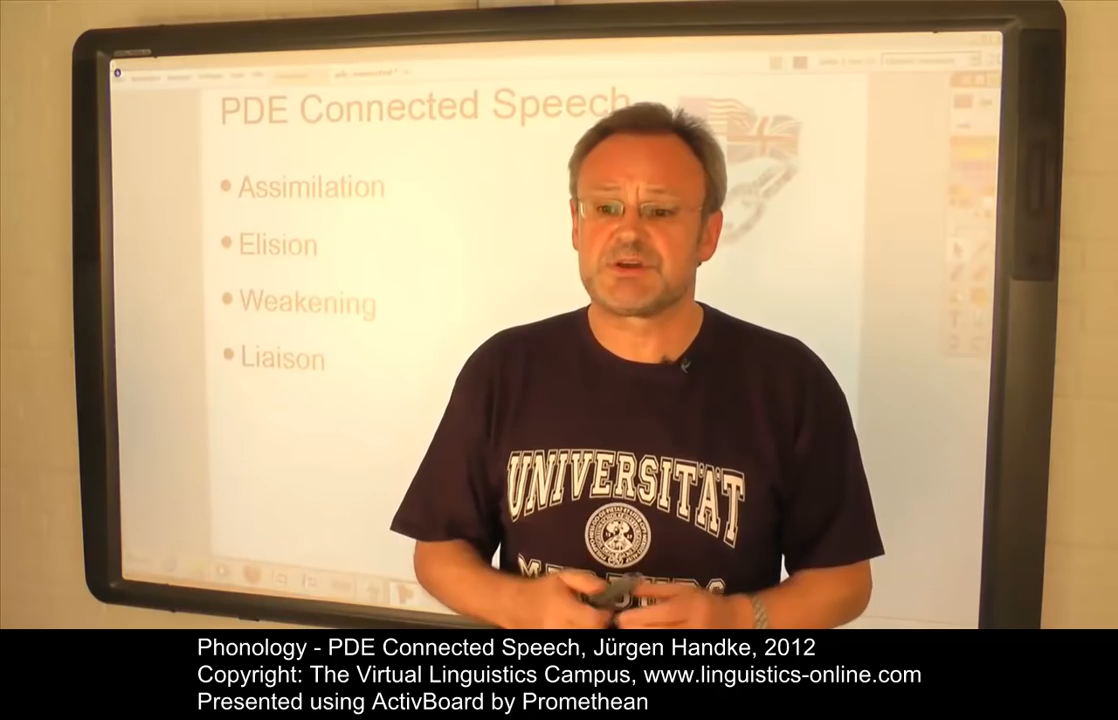 PDE Connected Speech
• Assimilation
• Elision
• Weakening
• Liaison
UNIVERSITÄT
Phonology - PDE Connected Speech, Jürgen Handke, 2012
Copyright: The Virtual Linguistics Campus, www.linguistics-online.com
Presented using ActivBoard by Promethean